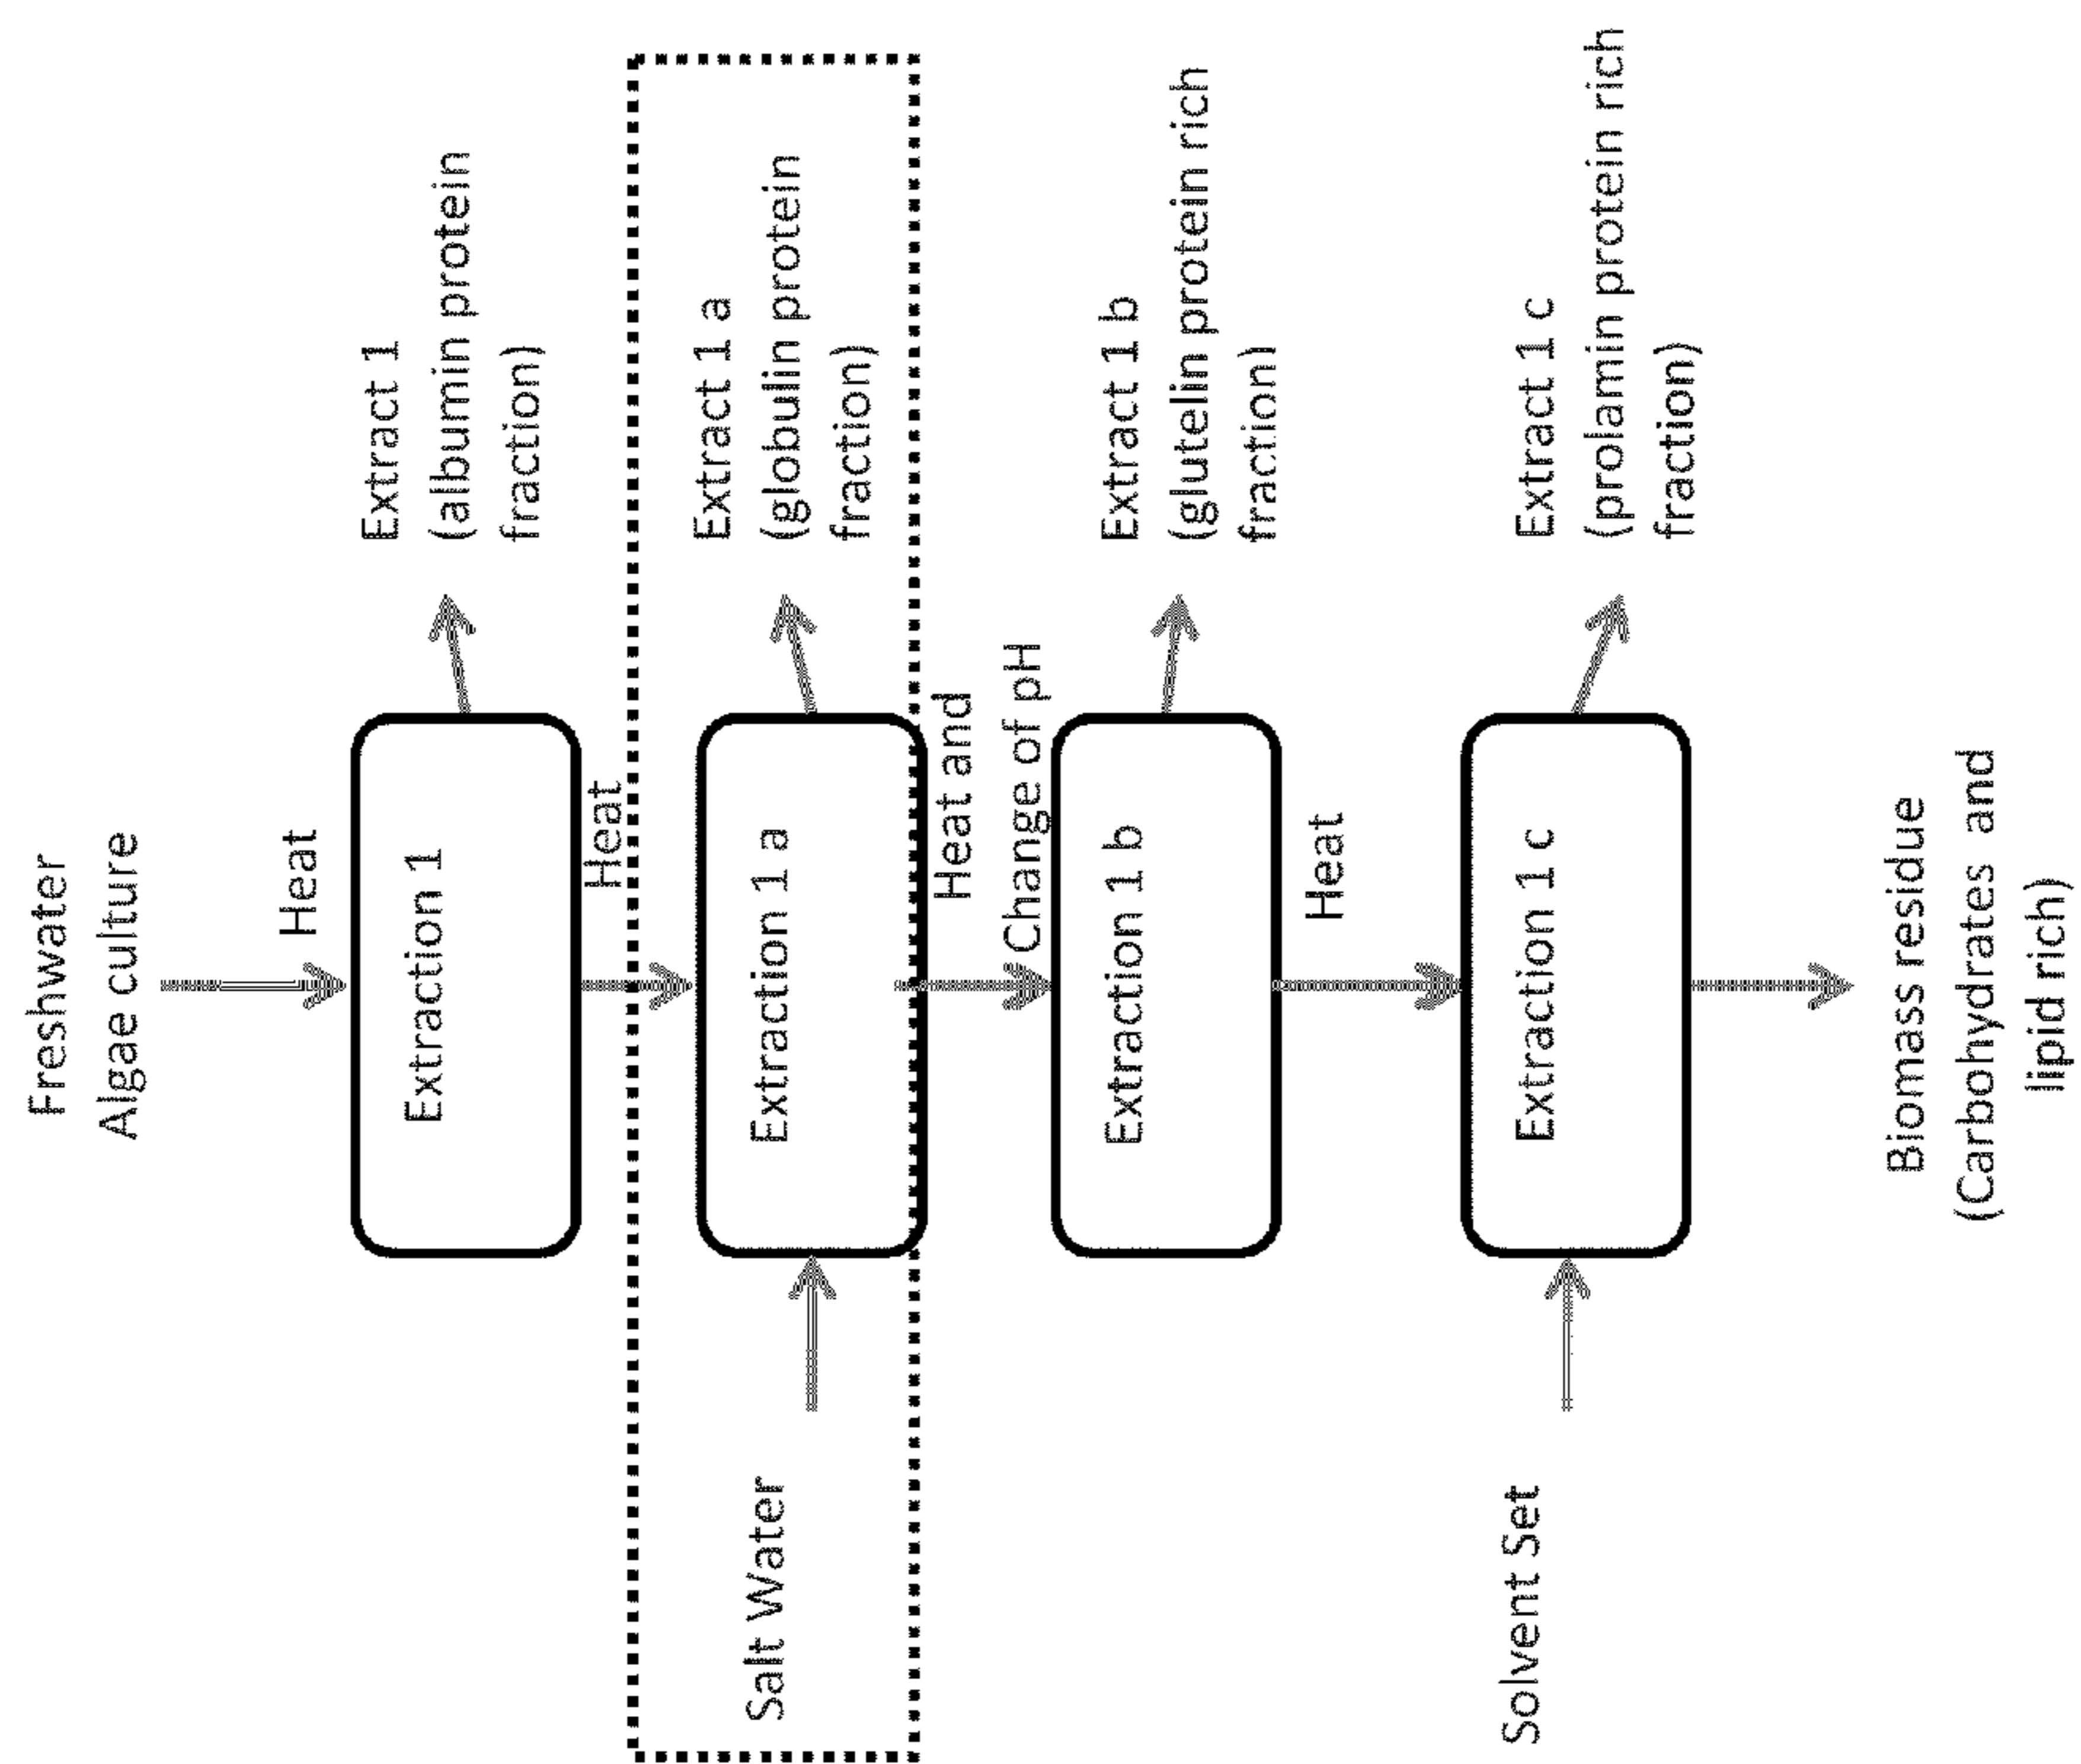 Freshwater
Algae culture
Heat
Extraction 1
Extract 1
(albumin protein
fraction)
Heat
Salt Water
Extraction 1 a
Extract 1 a
(globulin protein
fraction)
Heat and
Change of pH
Extraction 1 b
Extract 1 b
(glutelin protein rich
fraction)
Heat
Solvent Set
Extraction 1 c
Extract 1 c
(prolamin protein rich
fraction)
Biomass residue
(Carbohydrates and
lipid rich)